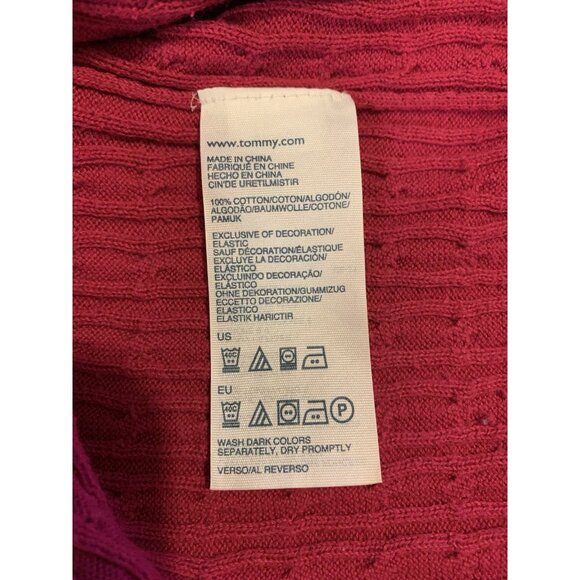 www.tommy.com
MADE IN CHINA
FABRIQUÉ EN CHINE
HECHO EN CHINA
ÇIN'DE URETILMISTIR
100% COTTON/COTON/ALGODÓN/
ALGODÃO/BAUMWOLLE/COTONE/
PAMUK
EXCLUSIVE OF DECORATION/
ELASTIC
SAUF DÉCORATION/ÉLASTIQUE
EXCLUYE LA DECORACIÓN/
ELÁSTICO
EXCLUINDO DECORAÇÃO/
ELÁSTICO
OHNE DEKORATION/GUMMIZUG
ECCETTO DECORAZIONE/
ELASTICO
ELASTIK HARICTIR
US
40C
EU
40C
P
WASH DARK COLORS
SEPARATELY, DRY PROMPTLY
VERSO/AL REVERSO